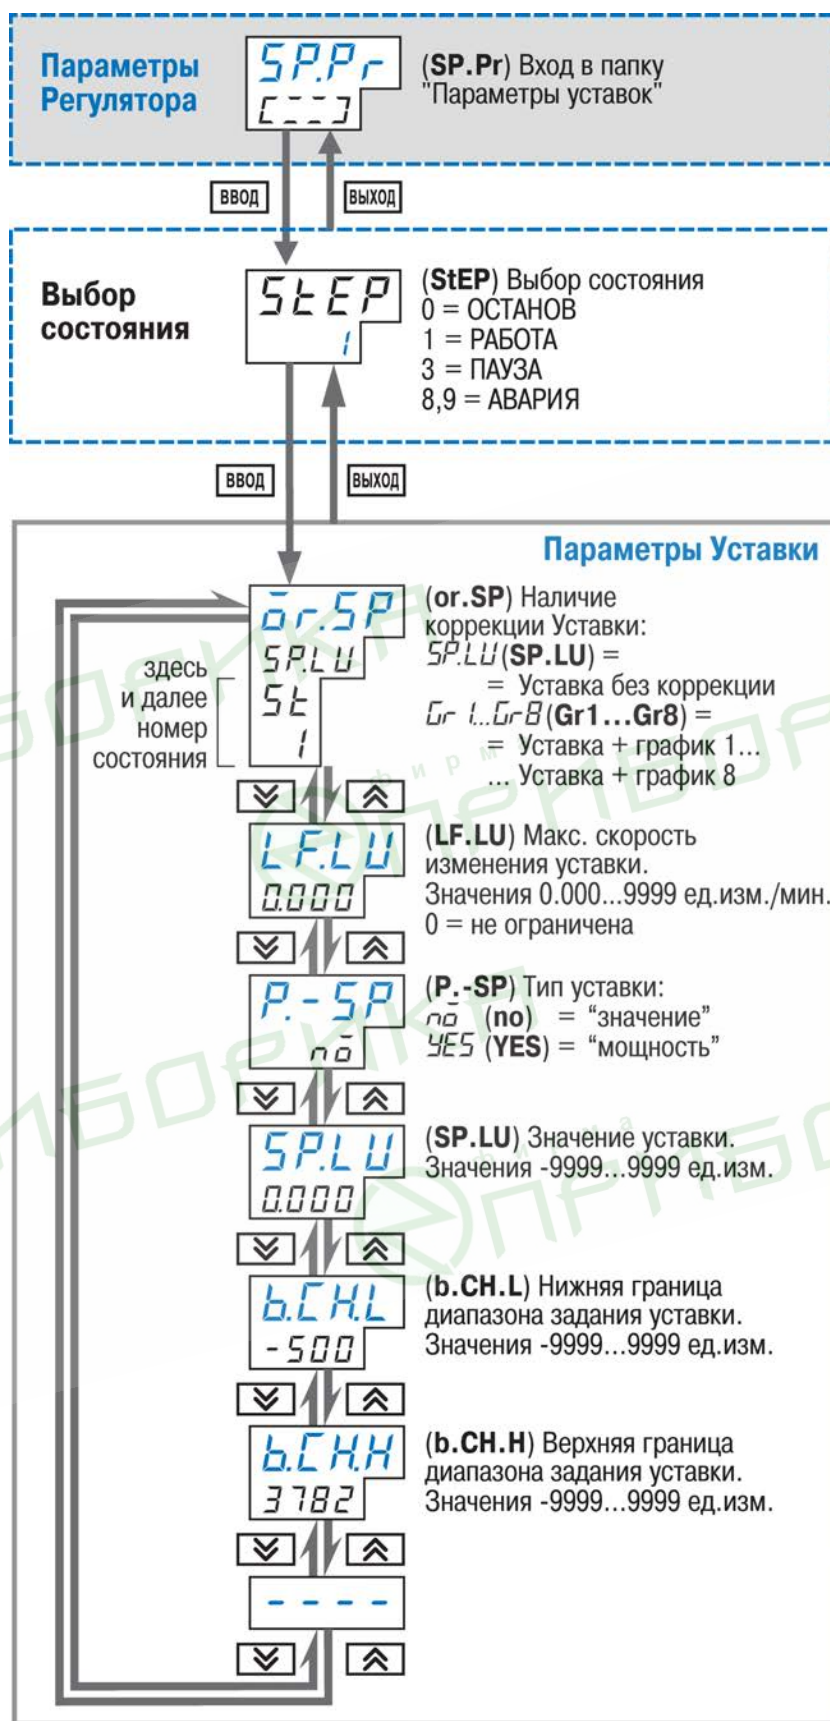 Параметры
Регулятора
SP.Pr
(SP.Pr) Вход в папку
"Параметры уставок"
ВВОД
ВЫХОД
Выбор
состояния
StEP
1
(StEP) Выбор состояния
0 = ОСТАНОВ
1 = РАБОТА
3 = ПАУЗА
8,9 = АВАРИЯ
ВВОД
ВЫХОД
Параметры Уставки
or.SP
SP.LU
St
1
здесь
и далее
номер
состояния
(or.SP) Наличие
коррекции Уставки:
SP.LU (SP.LU) =
= Уставка без коррекции
Gr 1...Gr8 (Gr1...Gr8) =
= Уставка + график 1...
... Уставка + график 8
LF.LU
0.000
(LF.LU) Макс. скорость
изменения уставки.
Значения 0.000...9999 ед.изм./мин.
0 = не ограничена
P.-SP
no
(P.-SP) Тип уставки:
no (no) = “значение”
YES (YES) = “мощность”
SP.LU
0.000
(SP.LU) Значение уставки.
Значения -9999...9999 ед.изм.
b.CH.L
-500
(b.CH.L) Нижняя граница
диапазона задания уставки.
Значения -9999...9999 ед.изм.
b.CH.H
3782
(b.CH.H) Верхняя граница
диапазона задания уставки.
Значения -9999...9999 ед.изм.
- - - -